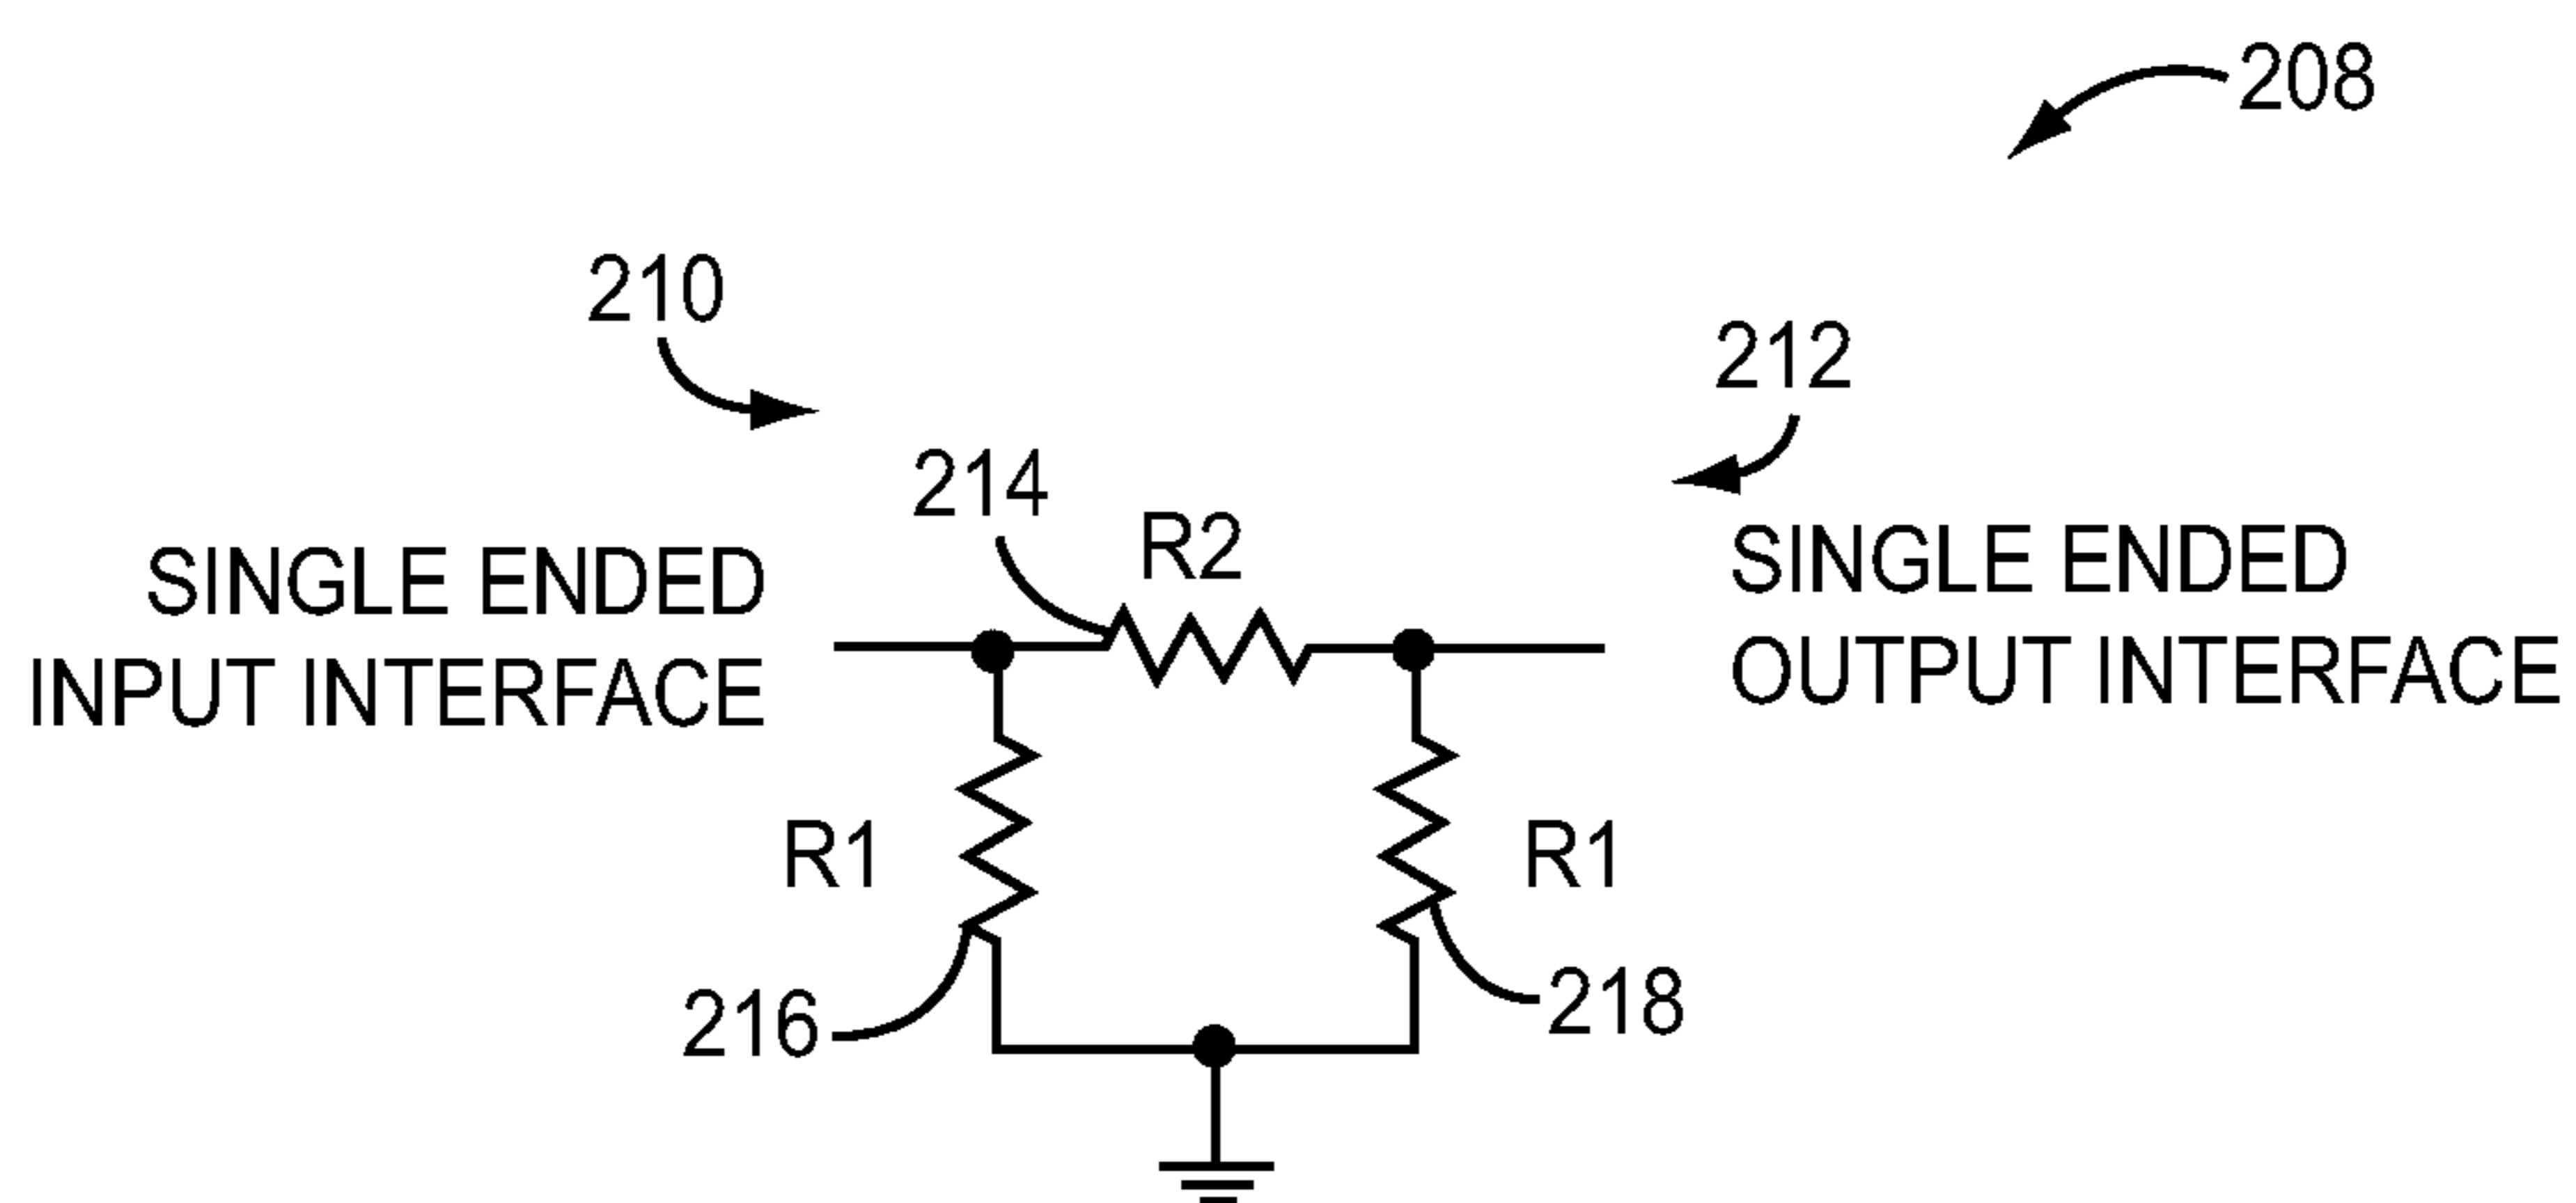 208
210
212
214
R2
SINGLE ENDED
INPUT INTERFACE
SINGLE ENDED
OUTPUT INTERFACE
R1
R1
216
218